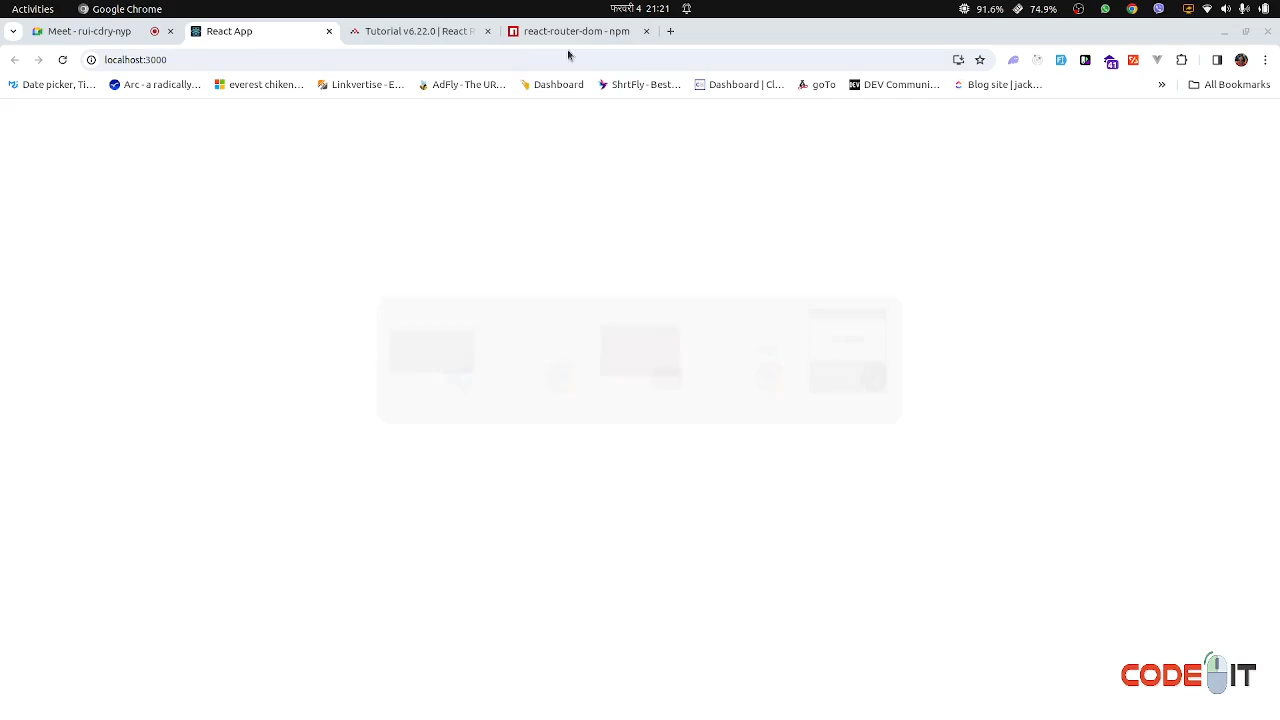 Activities Google Chrome फरवरी 4 21:21 91.6% 74.9%
Meet - rui-cdry-nyp React App Tutorial v6.22.0 | React R react-router-dom - npm
localhost:3000 41
Date picker, Ti... Arc - a radically... everest chiken... Linkvertise - E... AdFly - The UR... Dashboard ShrtFly - Best... Dashboard | Cl... goTo DEV Communi... Blog site | jack... » All Bookmarks
CODE IT